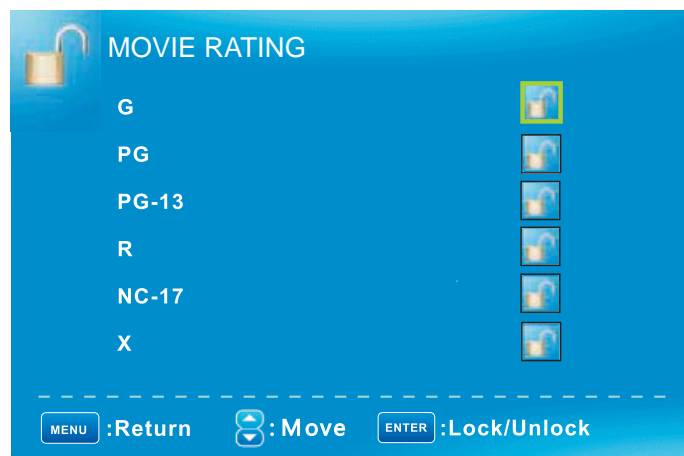 MOVIE RATING
G
PG
PG-13
R
NC-17
X
MENU :Return : Move ENTER :Lock/Unlock